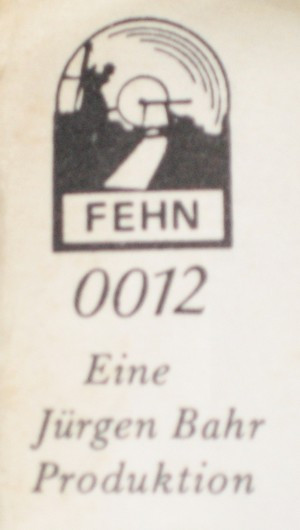 FEHN
0012
Eine
Jürgen Bahr
Produktion